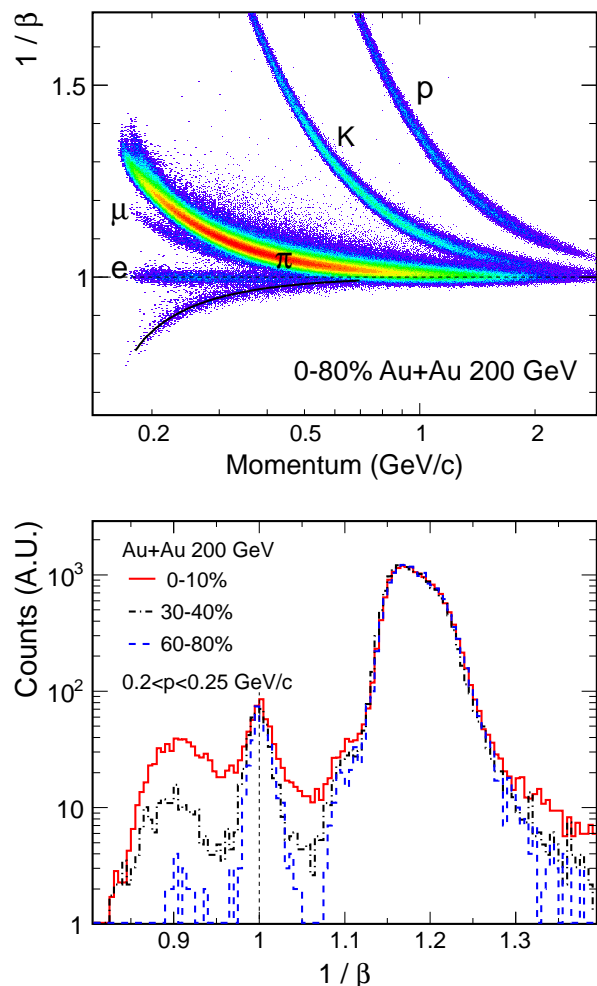 1 / β
1.5
1
p
K
μ
π
e
0-80% Au+Au 200 GeV
0.2 0.5 1 2
Momentum (GeV/c)
Counts (A.U.)
10³
10²
10
1
Au+Au 200 GeV
0-10%
30-40%
60-80%
0.2<p<0.25 GeV/c
0.9 1 1.1 1.2 1.3
1 / β